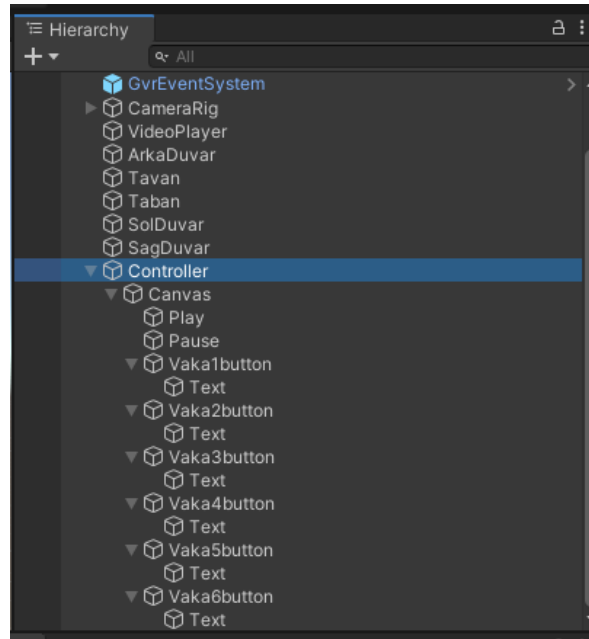 Hierarchy
All
GvrEventSystem
CameraRig
VideoPlayer
ArkaDuvar
Tavan
Taban
SolDuvar
SagDuvar
Controller
Canvas
Play
Pause
Vaka1button
Text
Vaka2button
Text
Vaka3button
Text
Vaka4button
Text
Vaka5button
Text
Vaka6button
Text